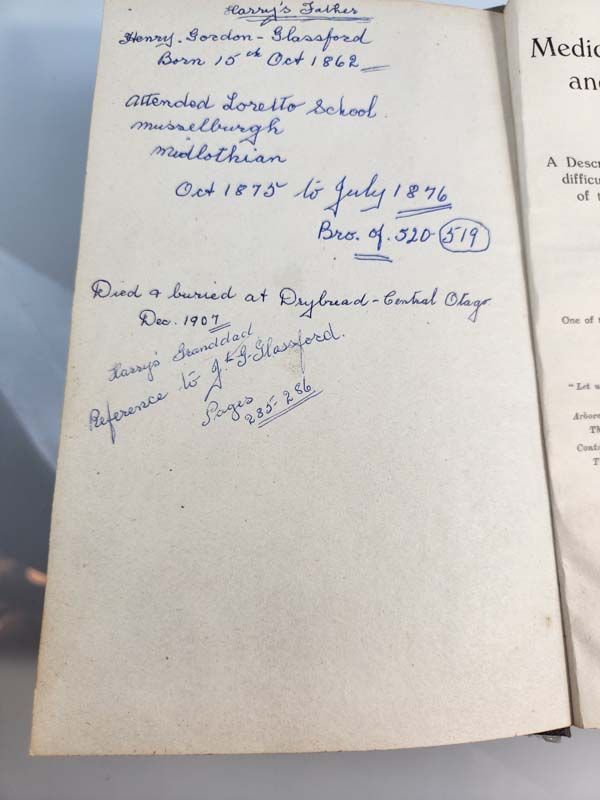 Harry's Father
Henry-Gordon-Glassford
Born 15th Oct 1862
Attended Loretto School.
Musselburgh
Midlothian
Oct 1875 to July 1876
Bro. of. 520-519
Died & buried at Drybread-Central Otago
Dec. 1907
Harry's Granddad
Reference to J. G. Glassford.
Pages
285-286
Medic
an
A Descr
difficu
of t
One of t
"Let u
Arbore
Th
Conta
T